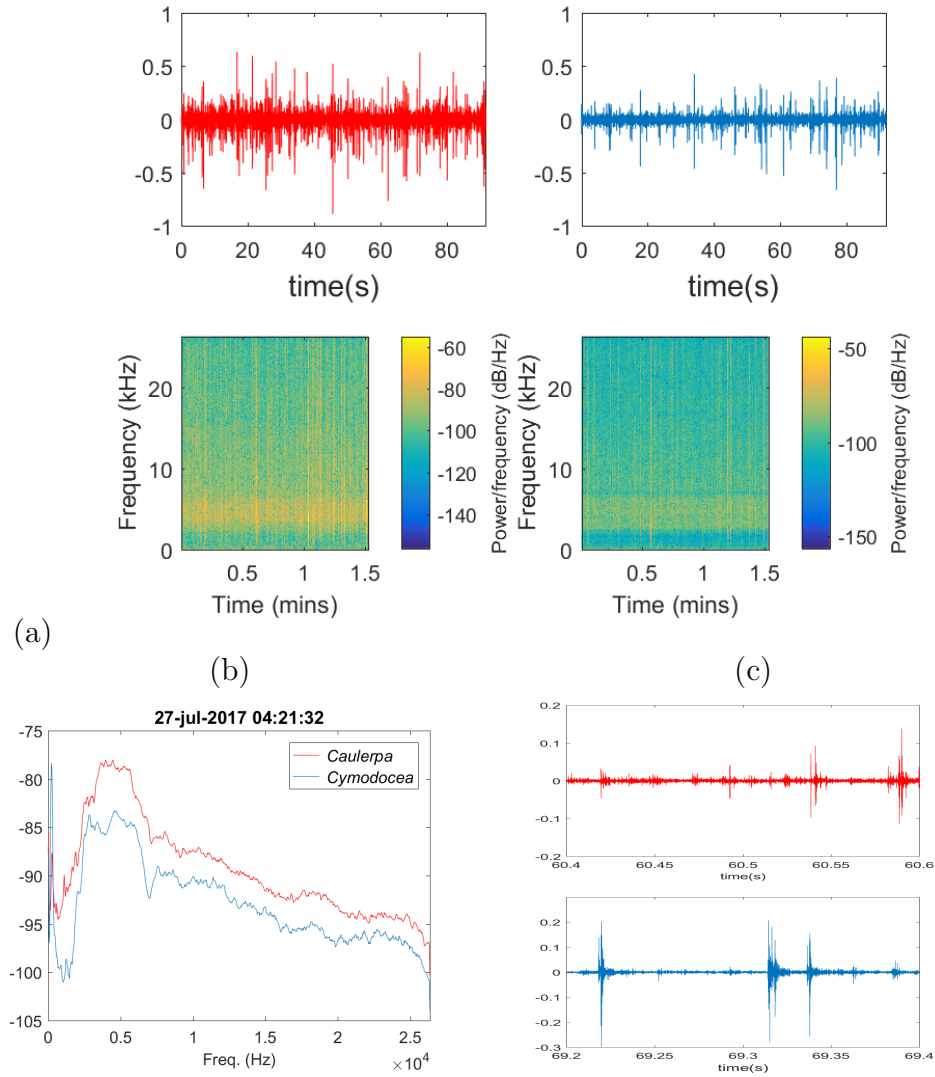 1
0.5
0
-0.5
-1
0 20 40 60 80
time(s)
1
0.5
0
-0.5
-1
0 20 40 60 80
time(s)
Frequency (kHz)
20
10
0
0.5 1 1.5
Time (mins)
-60
-80
-100
-120
-140
Power/frequency (dB/Hz)
Frequency (kHz)
20
10
0
0.5 1 1.5
Time (mins)
-50
-100
-150
Power/frequency (dB/Hz)
(a)
(b)
(c)
27-jul-2017 04:21:32
-75
-80
-85
-90
-95
-100
-105
Caulerpa
Cymodocea
0 0.5 1 1.5 2 2.5
Freq. (Hz)
×10⁴
0.2
0.1
0
-0.1
-0.2
60.4 60.45 60.5 60.55 60.6
time(s)
0.3
0.2
0.1
0
-0.1
-0.2
-0.3
69.2 69.25 69.3 69.35 69.4
time(s)